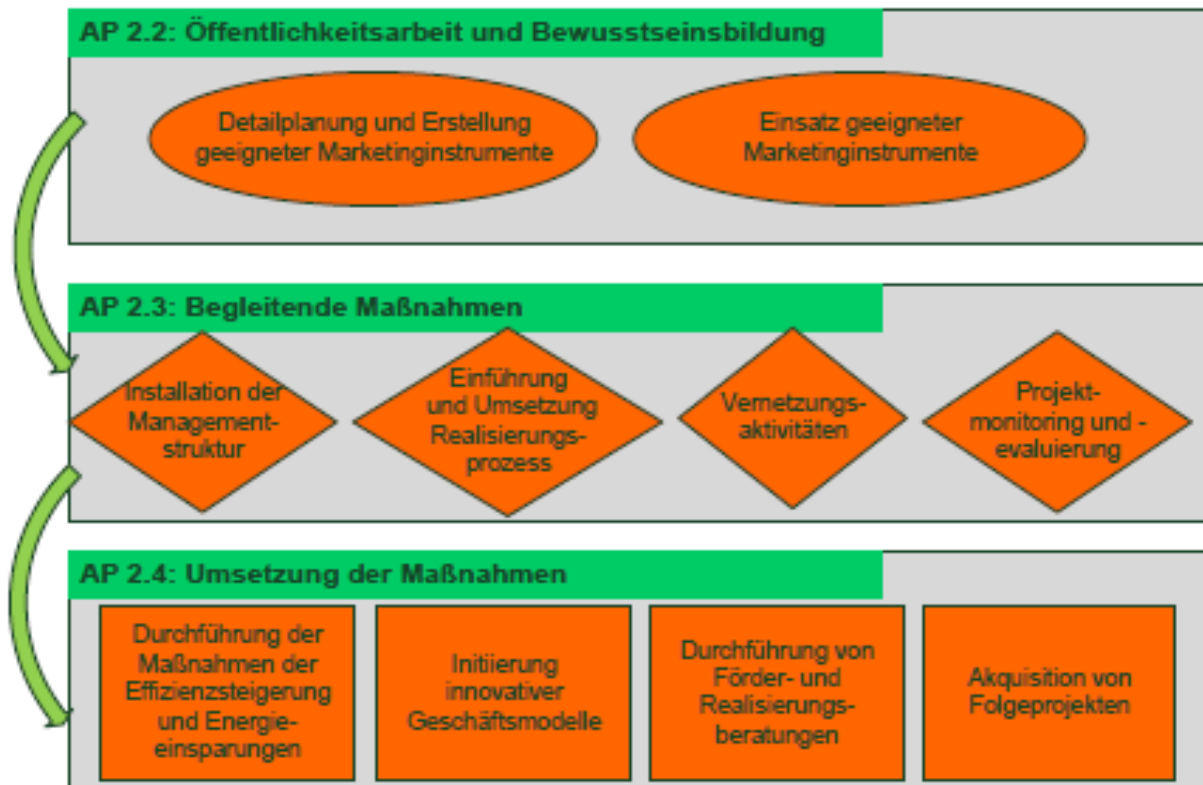 AP 2.2: Öffentlichkeitsarbeit und Bewusstseinsbildung
Detailplanung und Erstellung
geeigneter Marketinginstrumente
Einsatz geeigneter
Marketinginstrumente
AP 2.3: Begleitende Maßnahmen
Installation der
Management-
struktur
Einführung
und Umsetzung
Realisierungs-
prozess
Vernetzungs-
aktivitäten
Projekt-
monitoring und -
evaluierung
AP 2.4: Umsetzung der Maßnahmen
Durchführung der
Maßnahmen der
Effizienzsteigerung
und Energie-
einsparungen
Initiierung
innovativer
Geschäftsmodelle
Durchführung von
Förder- und
Realisierungs-
beratungen
Akquisition von
Folgeprojekten